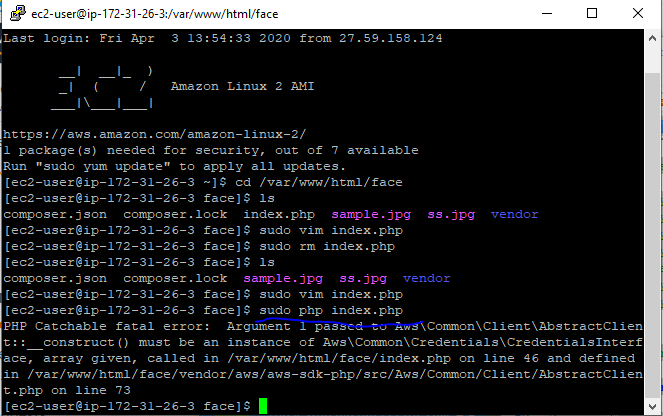 ec2-user@ip-172-31-26-3:/var/www/html/face
Last login: Fri Apr  3 13:54:33 2020 from 27.59.158.124
       __|  __|_  )
       _|  (     /   Amazon Linux 2 AMI
      ___|\___|___|
https://aws.amazon.com/amazon-linux-2/
1 package(s) needed for security, out of 7 available
Run "sudo yum update" to apply all updates.
[ec2-user@ip-172-31-26-3 ~]$ cd /var/www/html/face
[ec2-user@ip-172-31-26-3 face]$ ls
composer.json  composer.lock  index.php  sample.jpg  ss.jpg  vendor
[ec2-user@ip-172-31-26-3 face]$ sudo vim index.php
[ec2-user@ip-172-31-26-3 face]$ sudo rm index.php
[ec2-user@ip-172-31-26-3 face]$ ls
composer.json  composer.lock  sample.jpg  ss.jpg  vendor
[ec2-user@ip-172-31-26-3 face]$ sudo vim index.php
[ec2-user@ip-172-31-26-3 face]$ sudo php index.php
PHP Catchable fatal error:  Argument 1 passed to Aws\Common\Client\AbstractClien
t::__construct() must be an instance of Aws\Common\Credentials\CredentialsInterf
ace, array given, called in /var/www/html/face/index.php on line 46 and defined
in /var/www/html/face/vendor/aws/aws-sdk-php/src/Aws/Common/Client/AbstractClien
t.php on line 73
[ec2-user@ip-172-31-26-3 face]$